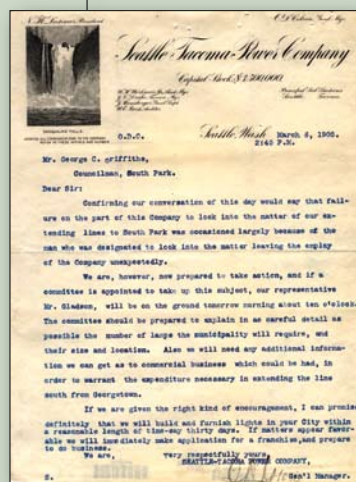 Seattle-Tacoma-Power Company
Capital Stock $2,500,000.
SNOQUALMIE FALLS
O.D.C. Seattle, Wash March 6, 1905.
2:45 P.M.
Mr. George C. griffiths,
Councilman, South Park.
Dear Sir:
Confirming our conversation of this day would say that fail-
ure on the part of this Company to look into the matter of our ex-
tending lines to South Park was occasioned largely because of the
man who was designated to look into the matter leaving the employ
of the Company unexpectedly.
We are, however, now prepared to take action, and if a
committee is appointed to take up this subject, our representative
Mr. Gladson, will be on the ground tomorrow morning about ten o'clock.
The committee should be prepared to explain in as careful detail as
possible the number of lamps the municipality will require, and
their size and location. Also we will need any additional informa-
tion we can get as to commercial business which could be had, in
order to warrant the expenditure necessary in extending the line
south from Georgetown.
If we are given the right kind of encouragement, I can promise
definitely that we will build and furnish lights in your City within
a reasonable length of time-say thirty days. If matters appear favor-
able we will immediately make application for a franchise,and prepare
to do business.
We are, very respectfully yours,
SEATTLE-TACOMA POWER COMPANY,
Gen'l Manager.